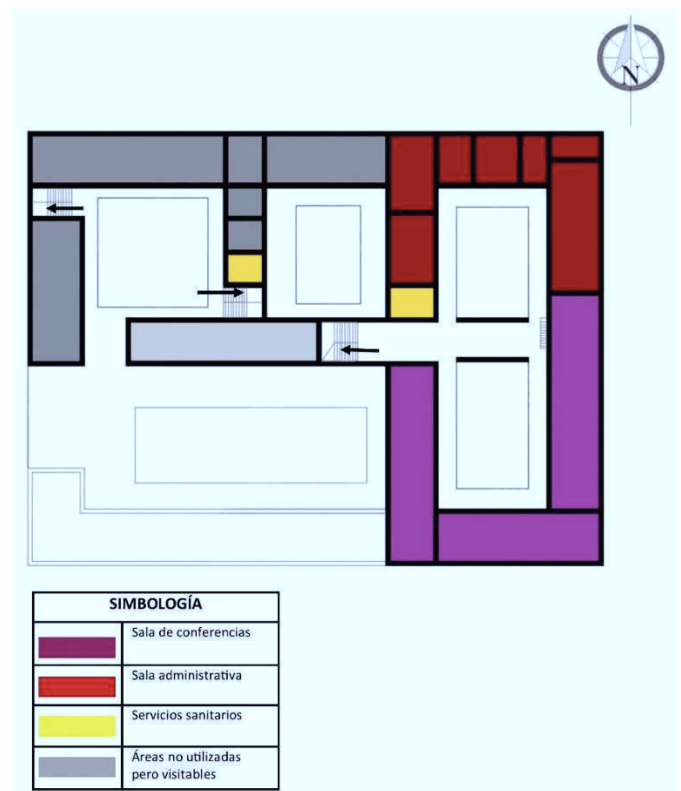 N
SIMBOLOGÍA
Sala de conferencias
Sala administrativa
Servicios sanitarios
Áreas no utilizadas
pero visitables